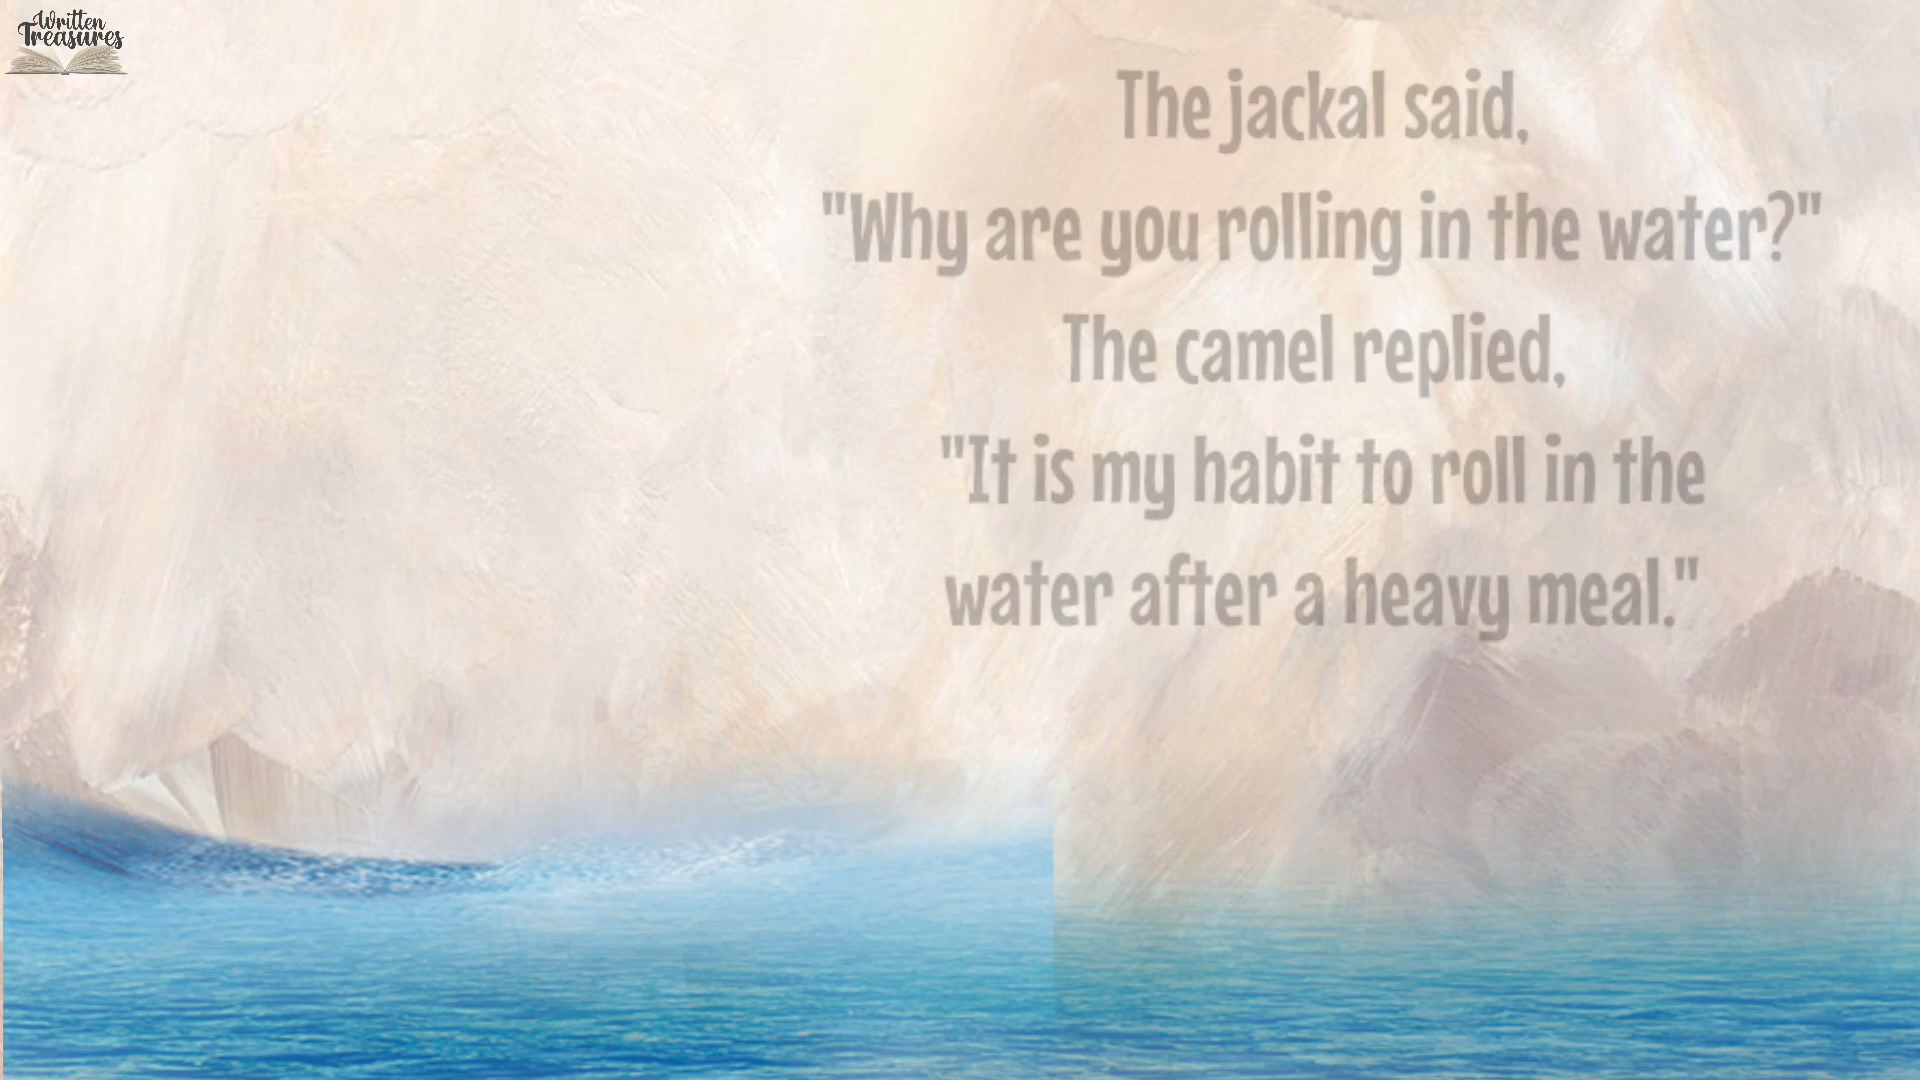 Written
Treasures
The jackal said,
"Why are you rolling in the water?"
The camel replied,
"It is my habit to roll in the
water after a heavy meal."